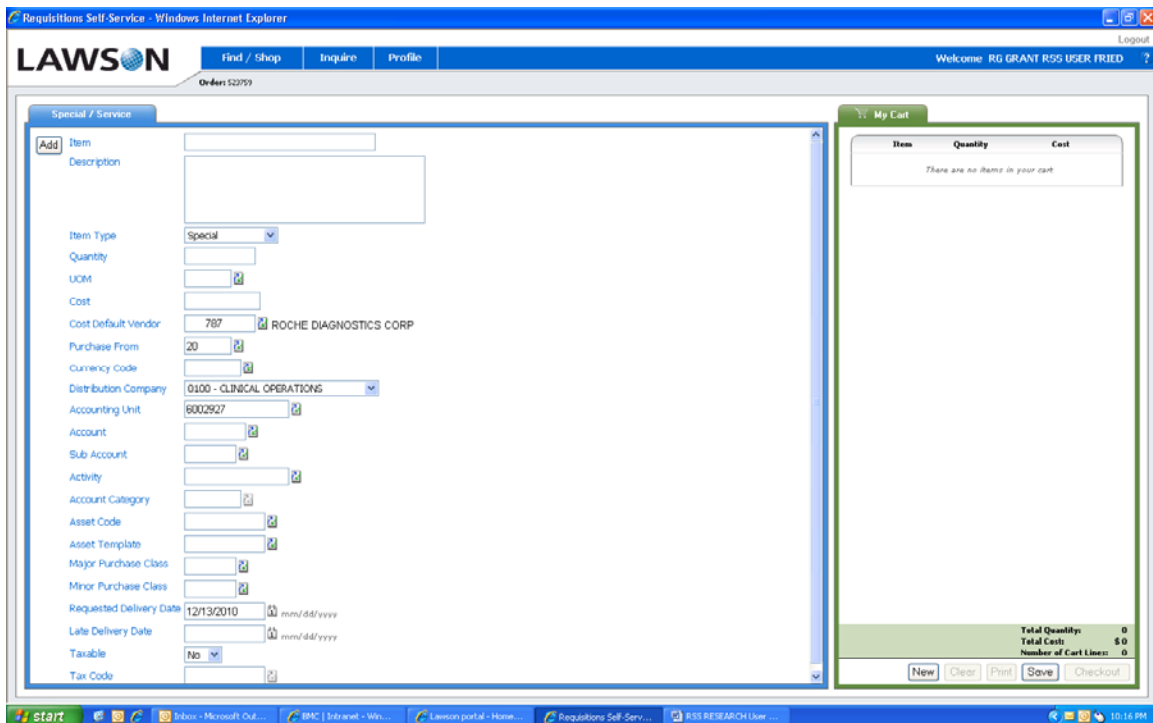 Requisitions Self-Service - Windows Internet Explorer
Logout
LAWSON
Find / Shop Inquire Profile
Welcome RG GRANT RSS USER FRIED ?
Order: 523759
Special / Service
My Cart
Add Item
Description
Item Type Special
Quantity
UOM
Cost
Cost Default Vendor 787 ROCHE DIAGNOSTICS CORP
Purchase From 20
Currency Code
Distribution Company 0100 - CLINICAL OPERATIONS
Accounting Unit 6002927
Account
Sub Account
Activity
Account Category
Asset Code
Asset Template
Major Purchase Class
Minor Purchase Class
Requested Delivery Date 12/13/2010 mm/dd/yyyy
Late Delivery Date mm/dd/yyyy
Taxable No
Tax Code
Item Quantity Cost
There are no items in your cart
Total Quantity: 0
Total Cost: $0
Number of Cart Lines: 0
New Clear Print Save Checkout
start Inbox - Microsoft Out... BMC | Intranet - Win... Lawson portal - Home... Requisitions Self-Serv... RSS RESEARCH User ... 10:16 PM